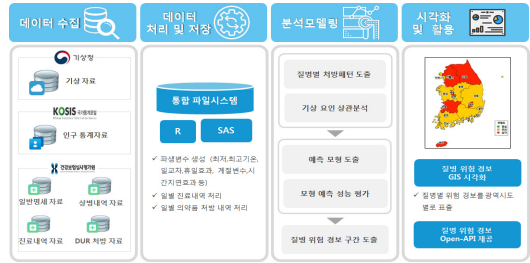 데이터 수집
기상청
기상 자료
KOSIS 국가통계포털
인구 통계자료
건강보험심사평가원
일반명세 자료
상병내역 자료
진료내역 자료
DUR 처방 자료
데이터
처리 및 저장
통합 파일시스템
R
SAS
✓ 파생변수 생성 (최저,최고기온,
일교차,휴일효과, 계절변수,시
간지연효과 등)
✓ 일별 진료내역 처리
✓ 일별 의약품 처방 내역 처리
분석모델링
질병별 처방패턴 도출
기상 요인 상관분석
예측 모형 도출
모형 예측 성능 평가
질병 위험 경보 구간 도출
시각화
및 활용
질병 위험 경보
GIS 시각화
✓ 질병별 위험 경보를 광역시도
별로 표출
질병 위험 경보
Open-API 제공